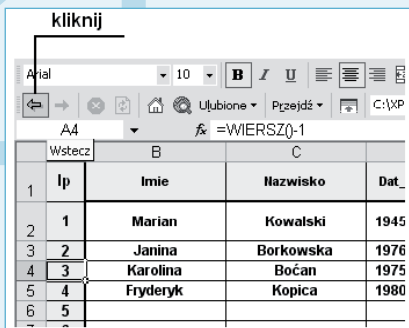 kliknij
Arial 10 B I U
Ulubione Przejdź C:\XP
A4 fx =WIERSZ()-1
Wstecz B C
1 lp Imie Nazwisko Dat_
2 1 Marian Kowalski 1945
3 2 Janina Borkowska 1976
4 3 Karolina Boćan 1975
5 4 Fryderyk Kopica 1980
6 5